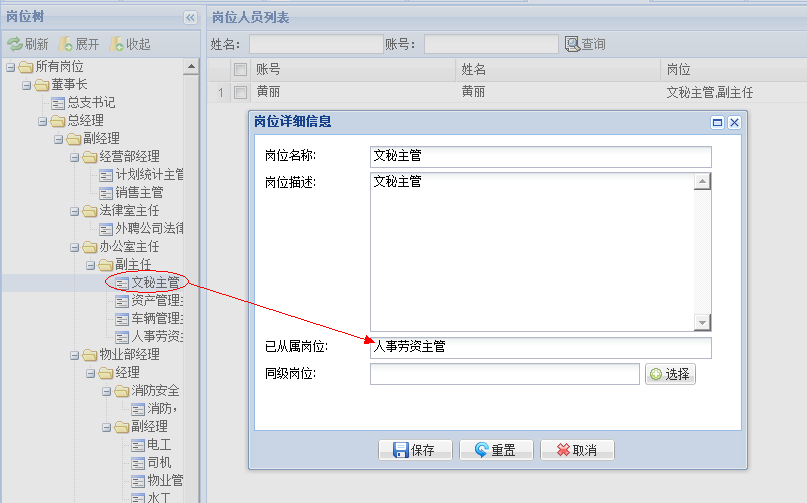 岗位树
刷新 展开 收起
所有岗位
董事长
总支书记
总经理
副经理
经营部经理
计划统计主管
销售主管
法律室主任
外聘公司法律
办公室主任
副主任
文秘主管
资产管理主
车辆管理主
人事劳资主
物业部经理
经理
消防安全
消防，
副经理
电工
司机
物业管
水工
岗位人员列表
姓名: 账号: 查询
账号 姓名 岗位
1 黄丽 黄丽 文秘主管,副主任
岗位详细信息
岗位名称: 文秘主管
岗位描述: 文秘主管
已从属岗位: 人事劳资主管
同级岗位: 选择
保存 重置 取消